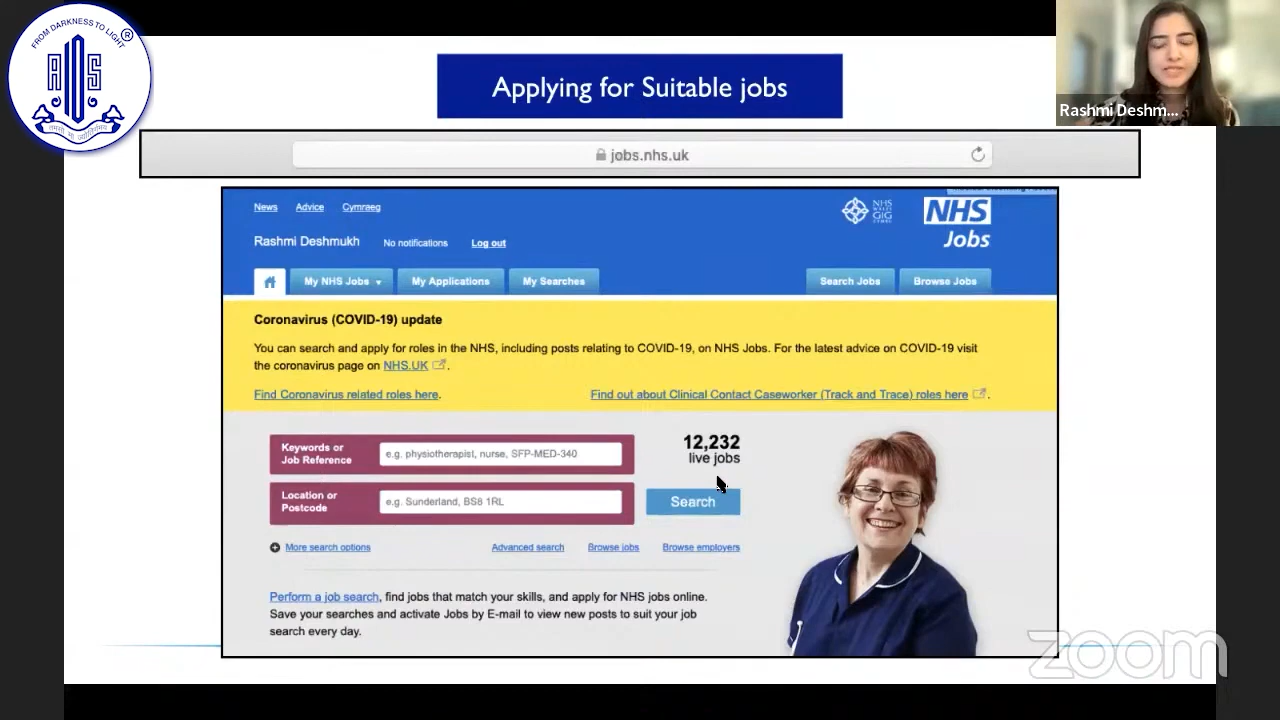 FROM DARKNESS TO LIGHT
®
AIIS
तमसो मा ज्योतिर्गमय
Applying for Suitable jobs
Rashmi Deshm...
jobs.nhs.uk
News Advice Cymraeg
NHS
WALES
GIG
CYMRU
NHS
Jobs
Rashmi Deshmukh No notifications Log out
My NHS Jobs My Applications My Searches Search Jobs Browse Jobs
Coronavirus (COVID-19) update
You can search and apply for roles in the NHS, including posts relating to COVID-19, on NHS Jobs. For the latest advice on COVID-19 visit
the coronavirus page on NHS.UK .
Find Coronavirus related roles here. Find out about Clinical Contact Caseworker (Track and Trace) roles here .
Keywords or
Job Reference
e.g. physiotherapist, nurse, SFP-MED-340
12,232
live jobs
Location or
Postcode
e.g. Sunderland, BS8 1RL
Search
More search options Advanced search Browse jobs Browse employers
Perform a job search, find jobs that match your skills, and apply for NHS jobs online.
Save your searches and activate Jobs by E-mail to view new posts to suit your job
search every day.
zoom